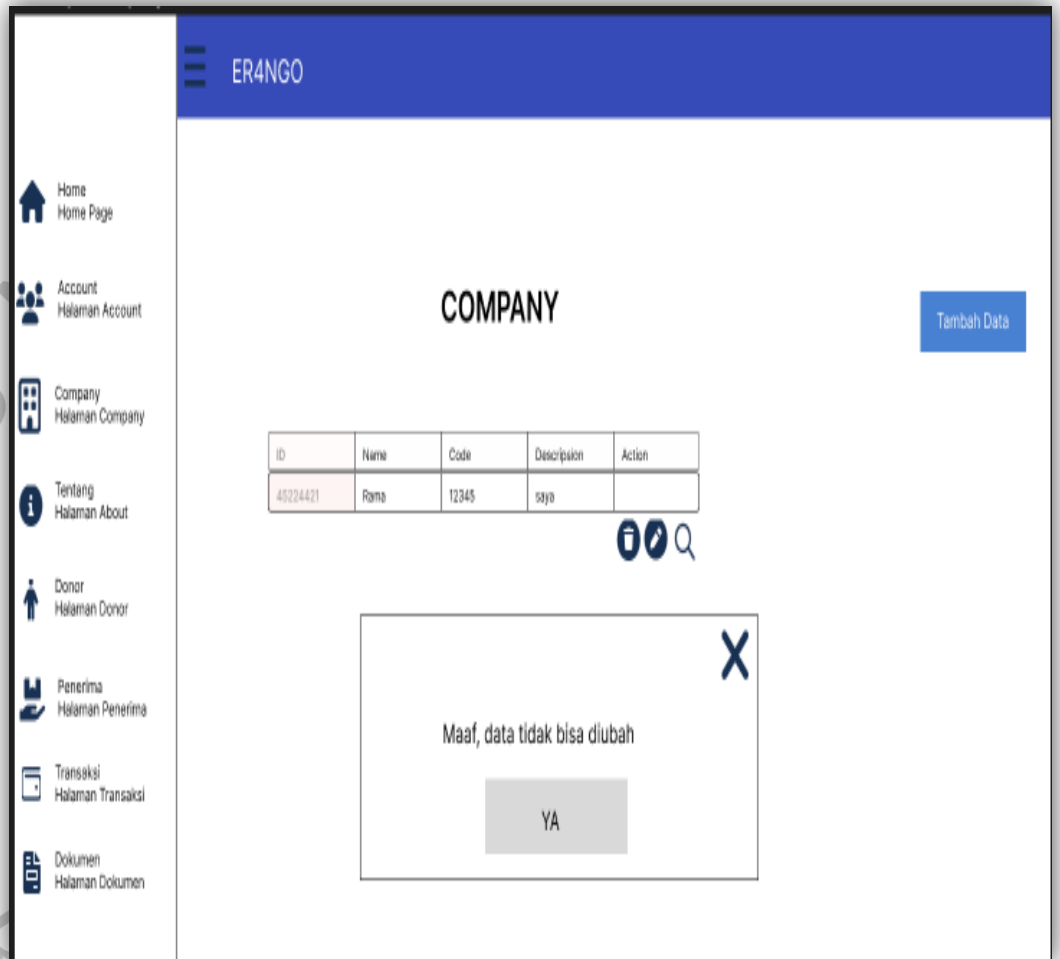 ER4NGO
Home
Home Page
Account
Halaman Account
Company
Halaman Company
Tentang
Halaman About
Donor
Halaman Donor
Penerima
Halaman Penerima
Transaksi
Halaman Transaksi
Dokumen
Halaman Dokumen
COMPANY
Tambah Data
ID Name Code Descripsion Action
45224421 Rama 12345 saya
X
Maaf, data tidak bisa diubah
YA